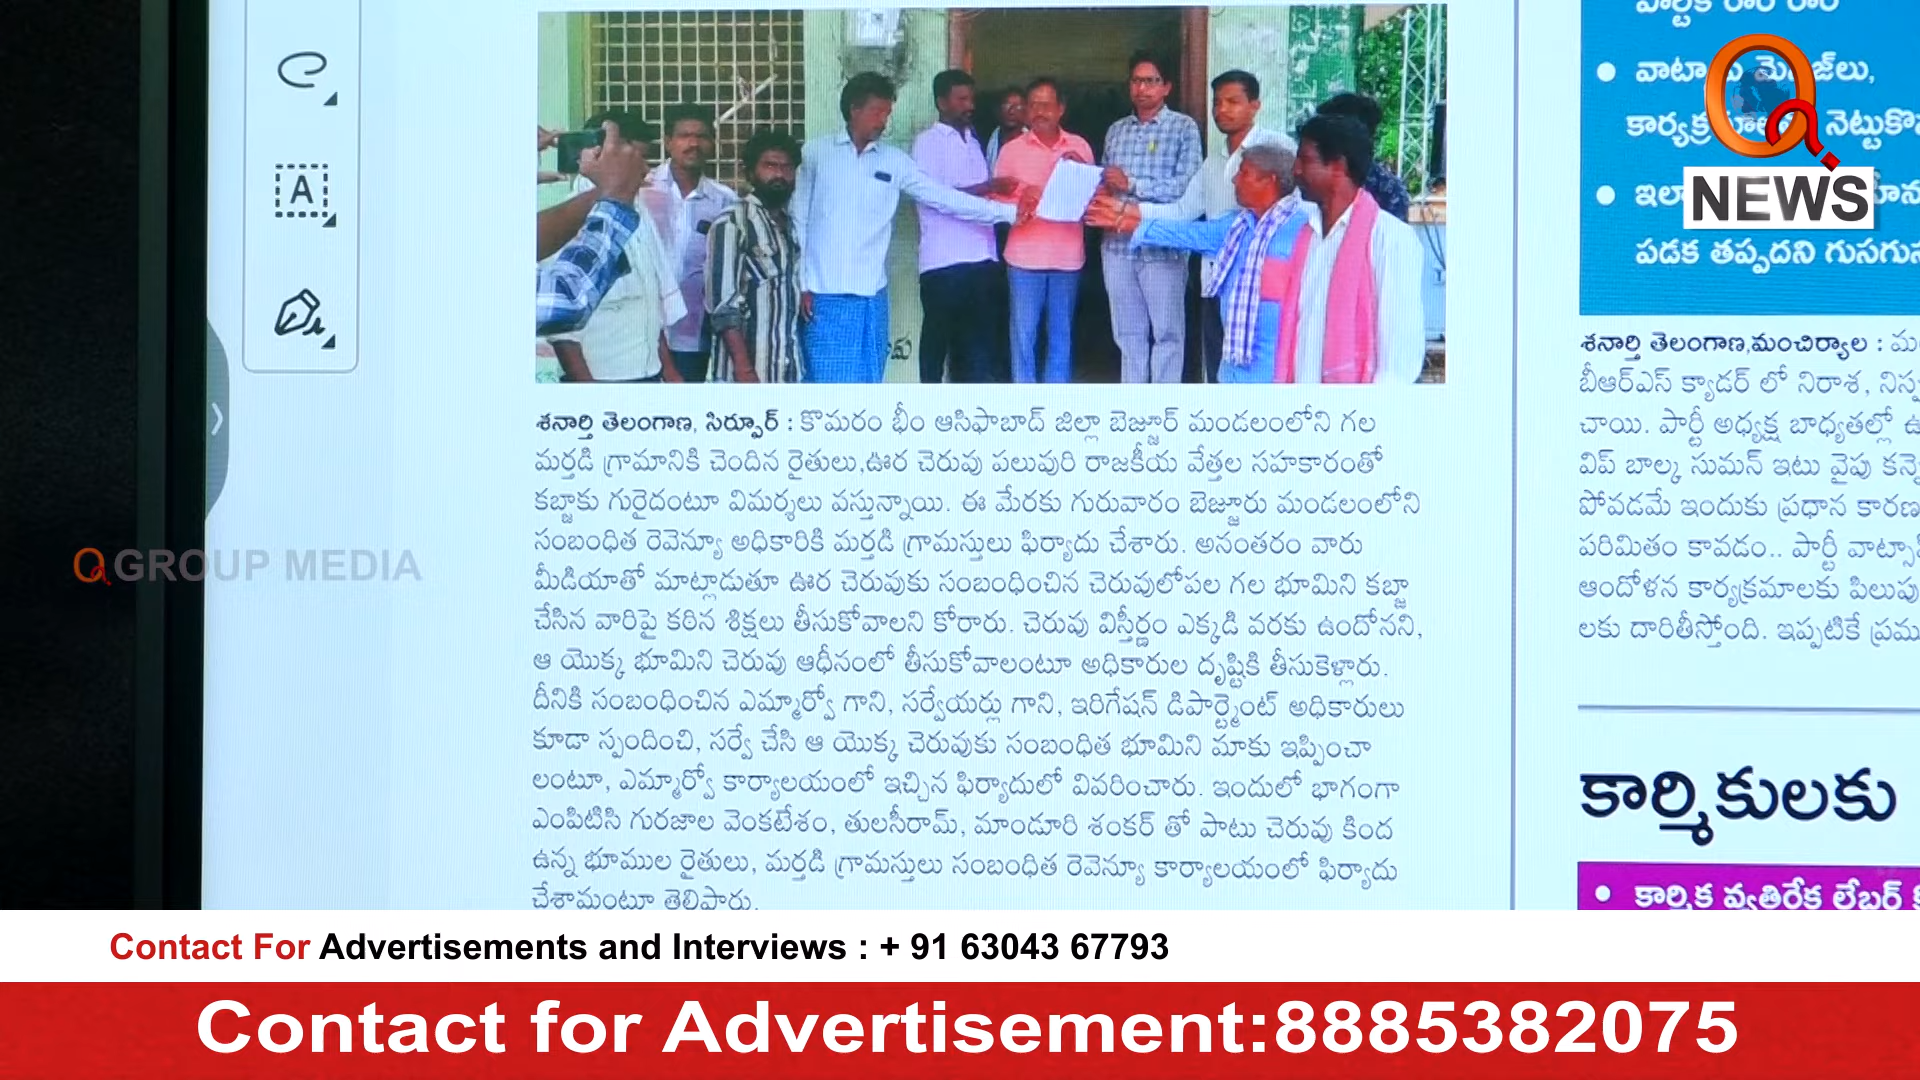 శనార్తి తెలంగాణ, సిర్పూర్ : కొమరం భీం ఆసిఫాబాద్ జిల్లా బెజ్జూర్ మండలంలోని గల
మర్తడి గ్రామానికి చెందిన రైతులు,ఊర చెరువు పలువురి రాజకీయ వేత్తల సహకారంతో
కబ్జాకు గురైదంటూ విమర్శలు వస్తున్నాయి. ఈ మేరకు గురువారం బెజ్జూరు మండలంలోని
సంబంధిత రెవెన్యూ అధికారికి మర్తడి గ్రామస్తులు ఫిర్యాదు చేశారు. అనంతరం వారు
మీడియాతో మాట్లాడుతూ ఊర చెరువుకు సంబంధించిన చెరువులోపల గల భూమిని కబ్జా
చేసిన వారిపై కఠిన శిక్షలు తీసుకోవాలని కోరారు. చెరువు విస్తీర్ణం ఎక్కడి వరకు ఉందోనని,
ఆ యొక్క భూమిని చెరువు ఆధీనంలో తీసుకోవాలంటూ అధికారుల దృష్టికి తీసుకెళ్లారు.
దీనికి సంబంధించిన ఎమ్మార్వో గాని, సర్వేయర్లు గాని, ఇరిగేషన్ డిపార్ట్మెంట్ అధికారులు
కూడా స్పందించి, సర్వే చేసి ఆ యొక్క చెరువుకు సంబంధిత భూమిని మాకు ఇప్పించా
లంటూ, ఎమ్మార్వో కార్యాలయంలో ఇచ్చిన ఫిర్యాదులో వివరించారు. ఇందులో భాగంగా
ఎంపిటిసి గురజాల వెంకటేశం, తులసీరామ్, మాండూరి శంకర్ తో పాటు చెరువు కింద
ఉన్న భూముల రైతులు, మర్తడి గ్రామస్తులు సంబంధిత రెవెన్యూ కార్యాలయంలో ఫిర్యాదు
చేశామంటూ తెలిపారు.
పడక తప్పదని
శనార్తి తెలంగాణ,మంచిర్యాల :
బీఆర్ఎస్ క్యాడర్ లో నిరాశ,
చాయి. పార్టీ అధ్యక్ష బాధ్యతల్లో
విప్ బాల్క సుమన్ ఇటు వైపు
పోవడమే ఇందుకు ప్రధాన
పరిమితం కావడం.. పార్టీ
ఆందోళన కార్యక్రమాలకు
లకు దారితీస్తోంది. ఇప్పటికే
కార్మికులకు
• కార్మిక వ్యతిరేక లేబర్
Q NEWS
Q GROUP MEDIA
A
Contact For Advertisements and Interviews : + 91 63043 67793
Contact for Advertisement:8885382075